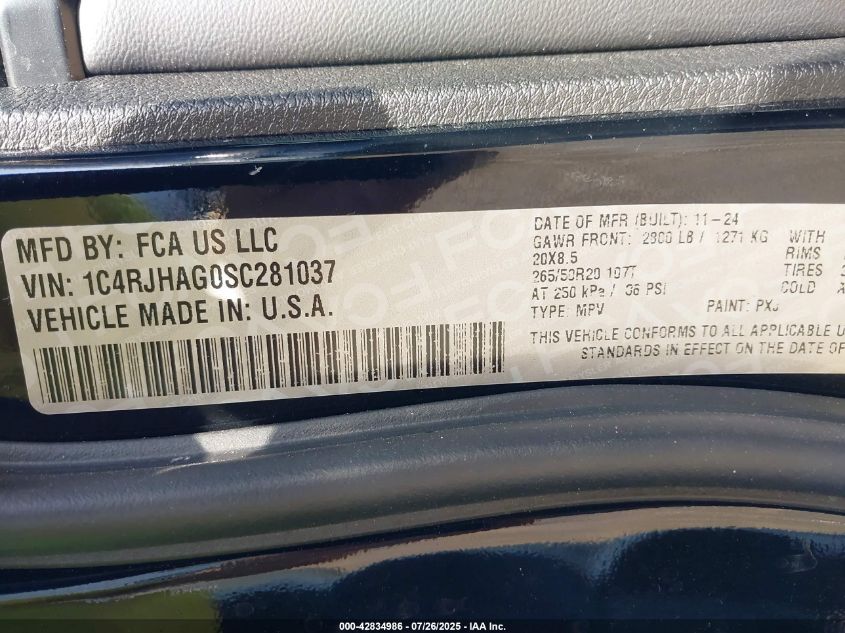 MFD BY: FCA US LLC
VIN: 1C4RJHAG0SC281037
VEHICLE MADE IN: U.S.A.
DATE OF MFR (BUILT): 11-24
GAWR FRONT: 2800 LB / 1271 KG WITH
20X8.5 RIMS
265/50R20 107T TIRES
AT 250 kPa / 36 PSI COLD
TYPE: MPV PAINT: PXJ
THIS VEHICLE CONFORMS TO ALL APPLICABLE
STANDARDS IN EFFECT ON THE DATE OF
000-42834986 / 07/26/2025 - IAA Inc.